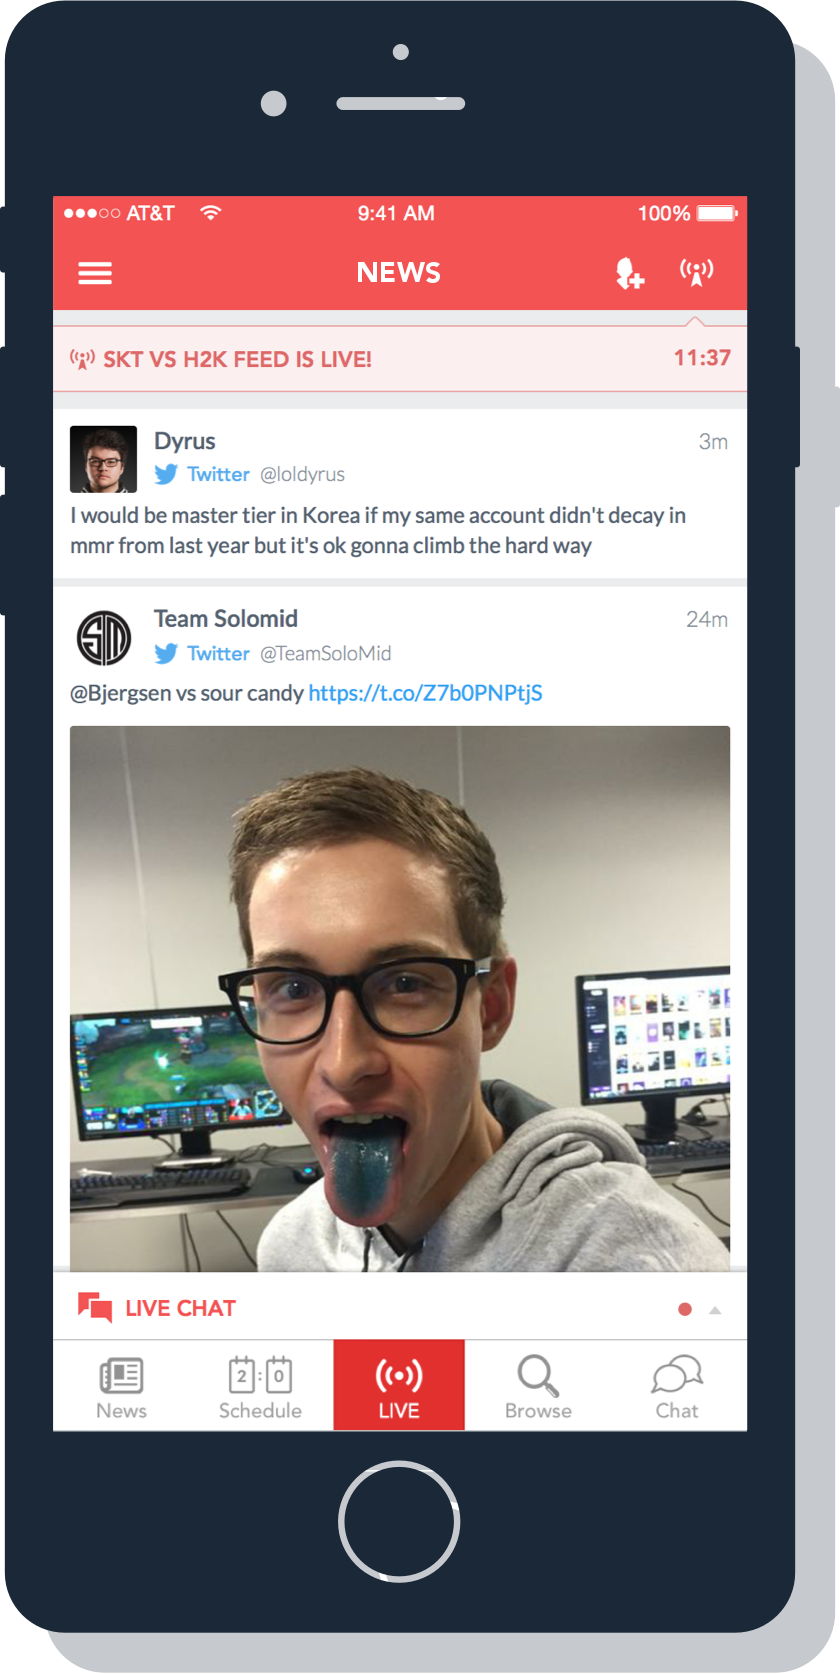 AT&T 9:41 AM 100%
NEWS
SKT VS H2K FEED IS LIVE! 11:37
Dyrus 3m
Twitter @loldyrus
I would be master tier in Korea if my same account didn't decay in
mmr from last year but it's ok gonna climb the hard way
Team Solomid 24m
Twitter @TeamSoloMid
@Bjergsen vs sour candy https://t.co/Z7b0PNPtjS
LIVE CHAT
2:0
News Schedule LIVE Browse Chat